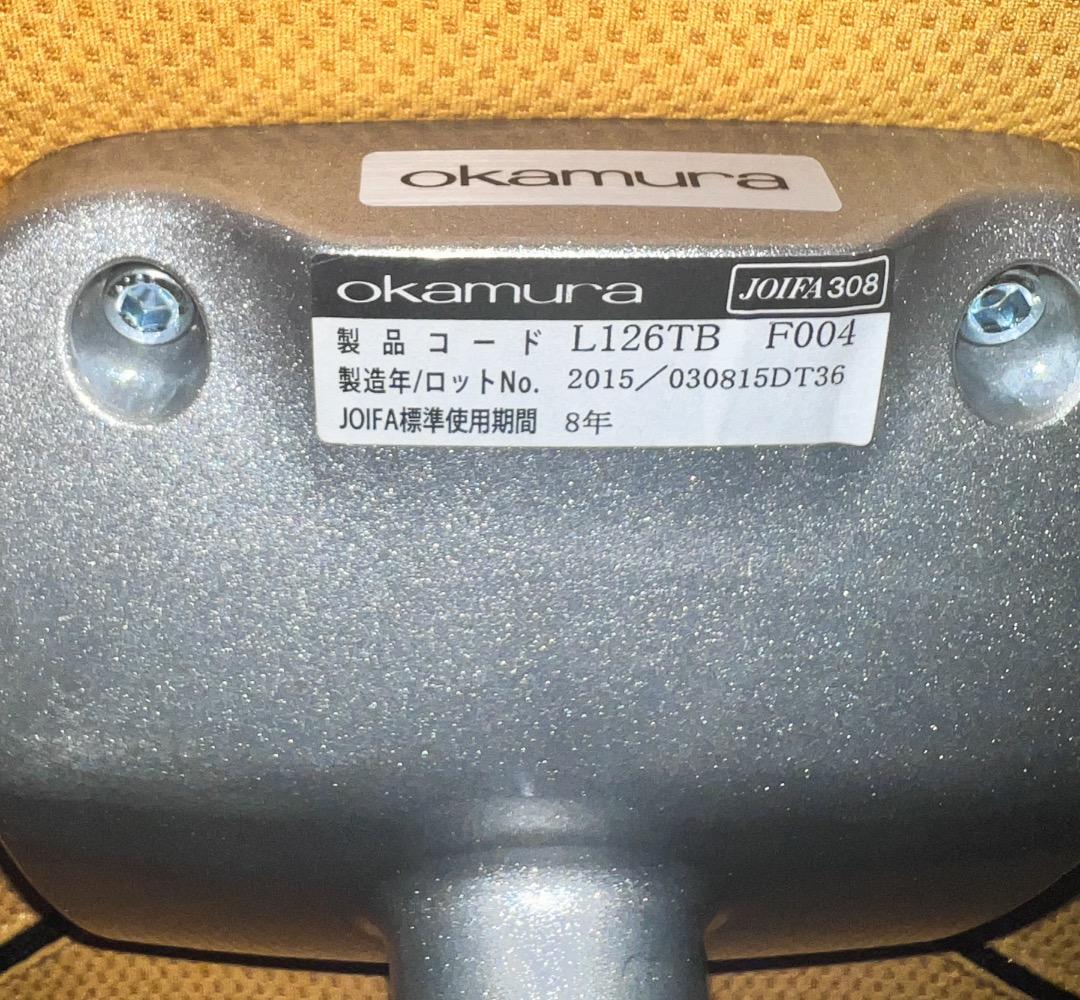 okamura
okamura JOIFA308
製品コード L126TB F004
製造年/ロットNo. 2015/030815DT36
JOIFA標準使用期間 8年